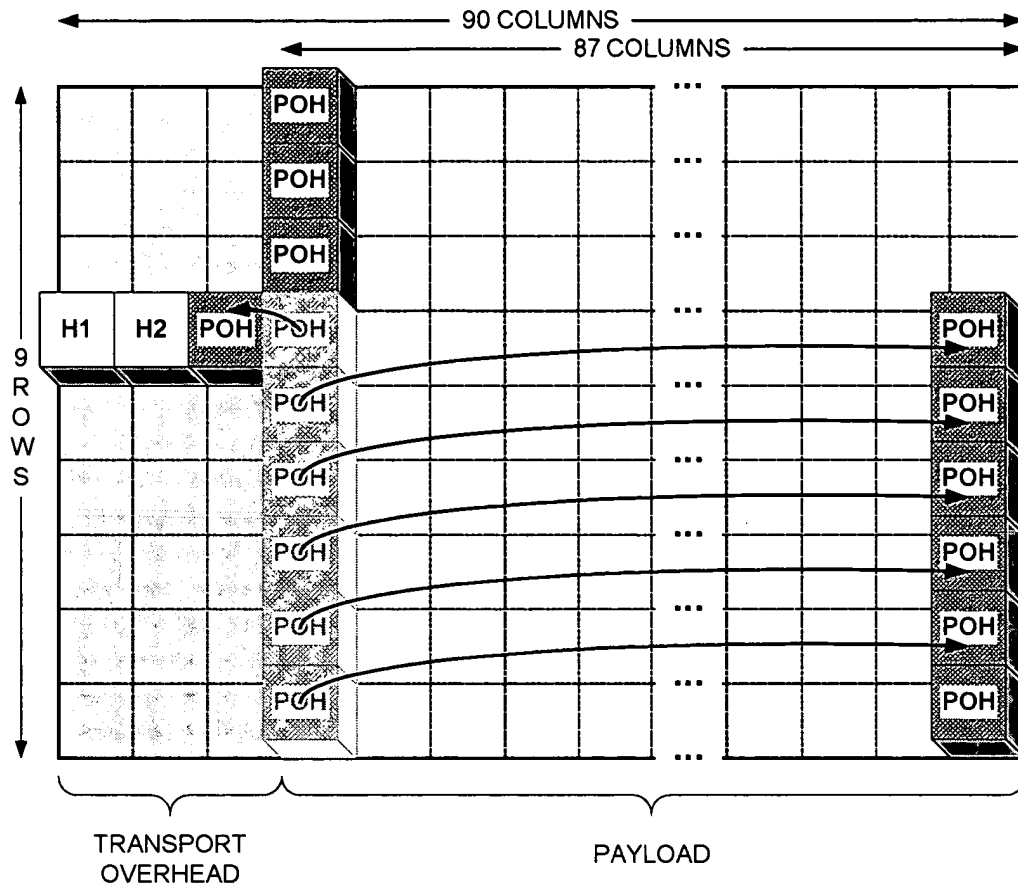 90 COLUMNS
87 COLUMNS
...
POH
...
POH
...
POH
...
H1 H2 POH POH POH
...
POH POH
...
POH POH
...
POH POH
...
POH POH
...
POH POH
...
9
R
O
W
S
TRANSPORT
OVERHEAD
PAYLOAD